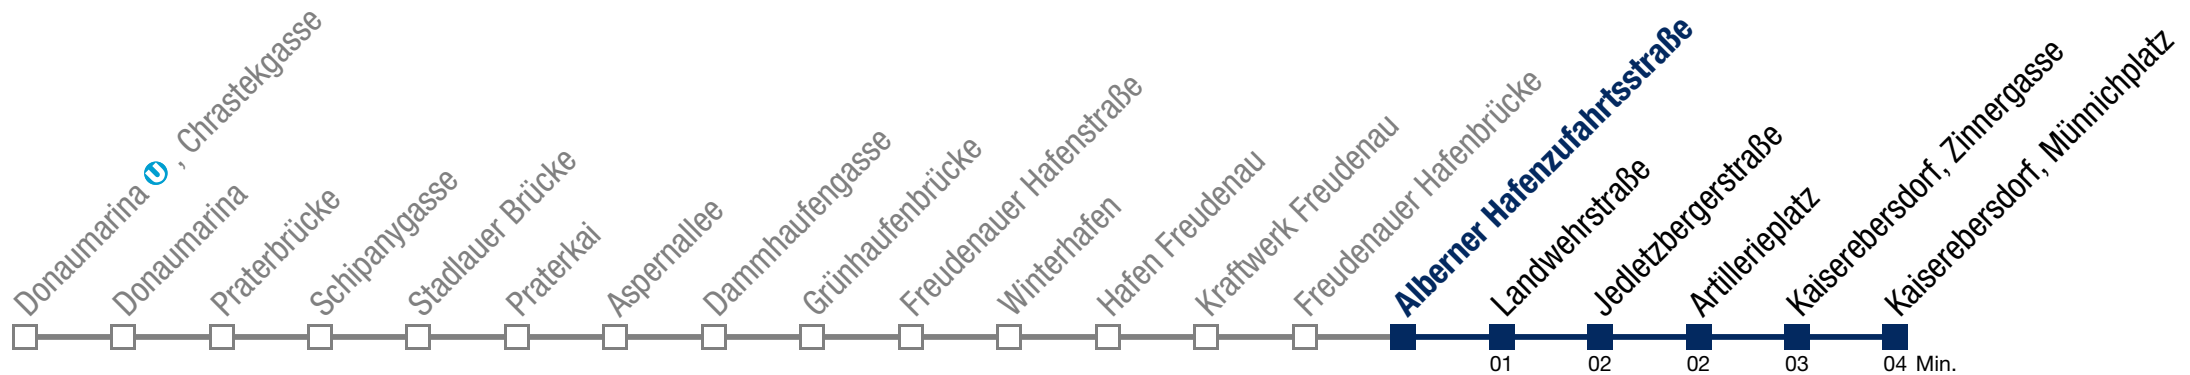 Donaumarina U, Chrastekgasse
Donaumarina
Praterbrücke
Schipanygasse
Stadlauer Brücke
Praterkai
Aspernallee
Dammhaufengasse
Grünhaufenbrücke
Freudenauer Hafenstraße
Winterhafen
Hafen Freudenau
Kraftwerk Freudenau
Freudenauer Hafenbrücke
Alberner Hafenzufahrtsstraße
Landwehrstraße
Jedletzbergerstraße
Artillerieplatz
Kaiserebersdorf, Zinnergasse
Kaiserebersdorf, Münnichplatz
01 02 02 03 04 Min.